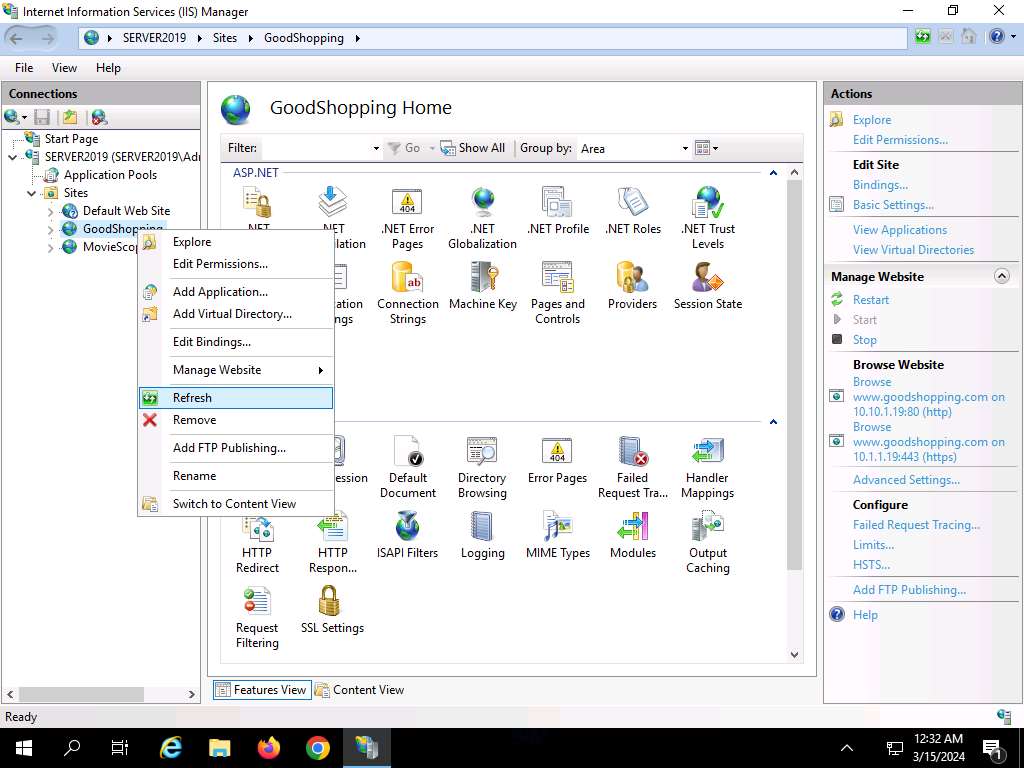 Internet Information Services (IIS) Manager
SERVER2019
Sites
GoodShopping
File
View
Help
Connections
Start Page
SERVER2019 (SERVER2019\Adr
Application Pools
Sites
Default Web Site
GoodShopping
MovieScop
Explore
Edit Permissions...
Add Application...
Add Virtual Directory...
Edit Bindings...
Manage Website
Refresh
Remove
Add FTP Publishing...
Rename
Switch to Content View
GoodShopping Home
Filter:
Go
Show All
Group by:
Area
ASP.NET
.NET
.NET
ilation
.NET Error
Pages
.NET
Globalization
.NET Profile
.NET Roles
.NET Trust
Levels
ation
ngs
Connection
Strings
Machine Key
Pages and
Controls
Providers
Session State
ession
Default
Document
Directory
Browsing
Error Pages
Failed
Request Tra...
Handler
Mappings
HTTP
Redirect
HTTP
Respon...
ISAPI Filters
Logging
MIME Types
Modules
Output
Caching
Request
Filtering
SSL Settings
Features View
Content View
Actions
Explore
Edit Permissions...
Edit Site
Bindings...
Basic Settings...
View Applications
View Virtual Directories
Manage Website
Restart
Start
Stop
Browse Website
Browse
www.goodshopping.com on
10.10.1.19:80 (http)
Browse
www.goodshopping.com on
10.1.1.19:443 (https)
Advanced Settings...
Configure
Failed Request Tracing...
Limits...
HSTS...
Add FTP Publishing...
Help
Ready
12:32 AM
3/15/2024
1